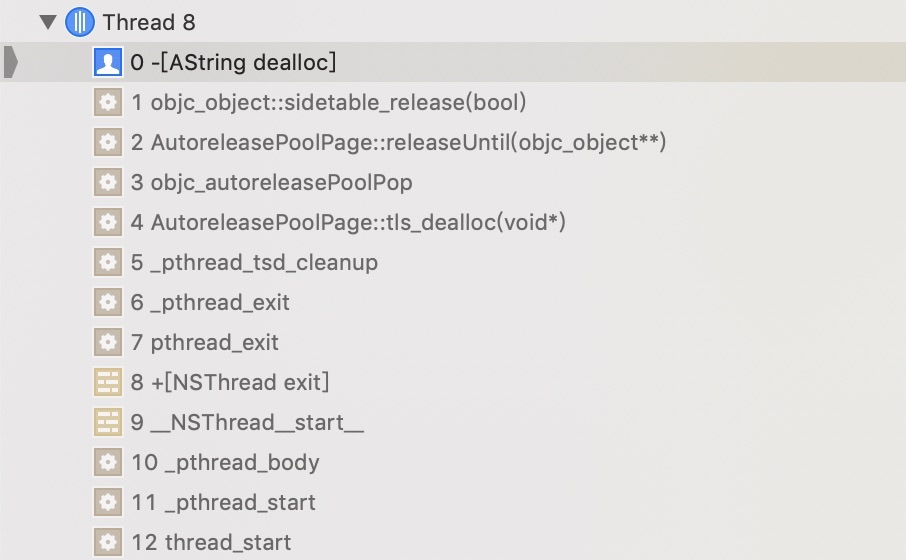 Thread 8
0 -[AString dealloc]
1 objc_object::sidetable_release(bool)
2 AutoreleasePoolPage::releaseUntil(objc_object**)
3 objc_autoreleasePoolPop
4 AutoreleasePoolPage::tls_dealloc(void*)
5 _pthread_tsd_cleanup
6 _pthread_exit
7 pthread_exit
8 +[NSThread exit]
9 __NSThread__start__
10 _pthread_body
11 _pthread_start
12 thread_start